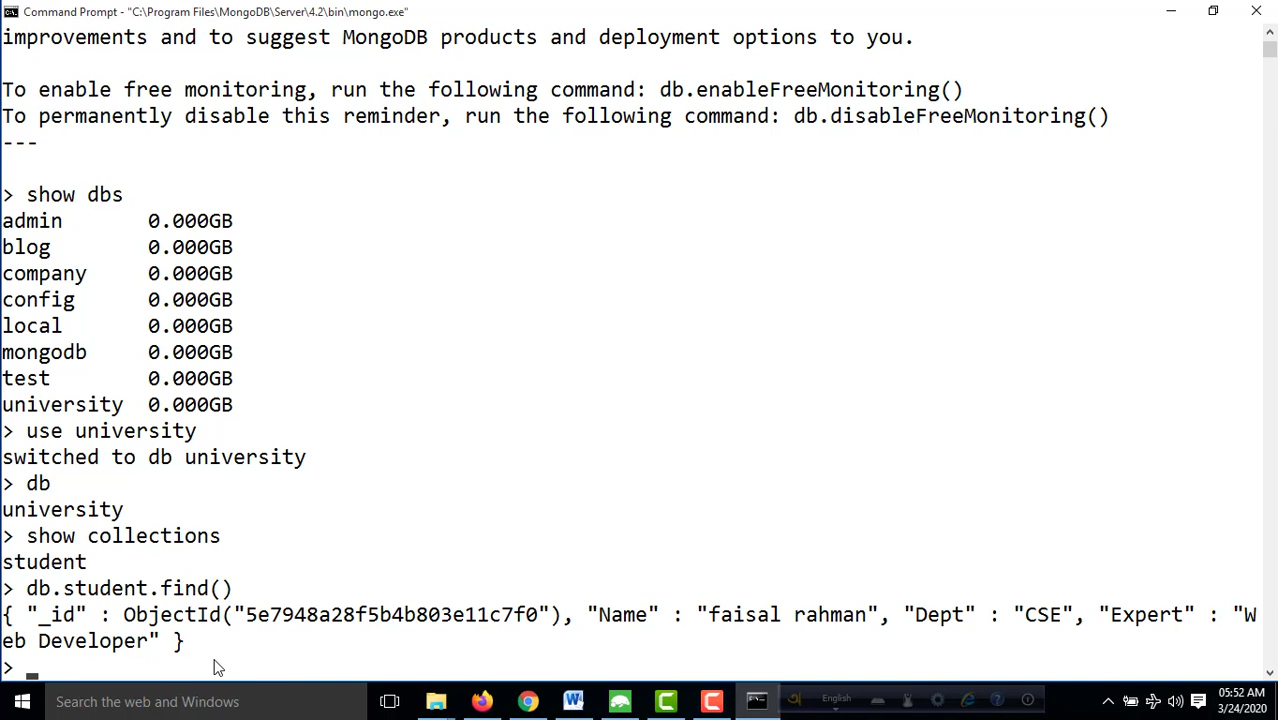 Command Prompt - "C:\Program Files\MongoDB\Server\4.2\bin\mongo.exe"
improvements and to suggest MongoDB products and deployment options to you.
To enable free monitoring, run the following command: db.enableFreeMonitoring()
To permanently disable this reminder, run the following command: db.disableFreeMonitoring()
---
> show dbs
admin       0.000GB
blog        0.000GB
company     0.000GB
config      0.000GB
local       0.000GB
mongodb     0.000GB
test        0.000GB
university  0.000GB
> use university
switched to db university
> db
university
> show collections
student
> db.student.find()
{ "_id" : ObjectId("5e7948a28f5b4b803e11c7f0"), "Name" : "faisal rahman", "Dept" : "CSE", "Expert" : "W
eb Developer" }
>
Search the web and Windows
English
05:52 AM
3/24/2020